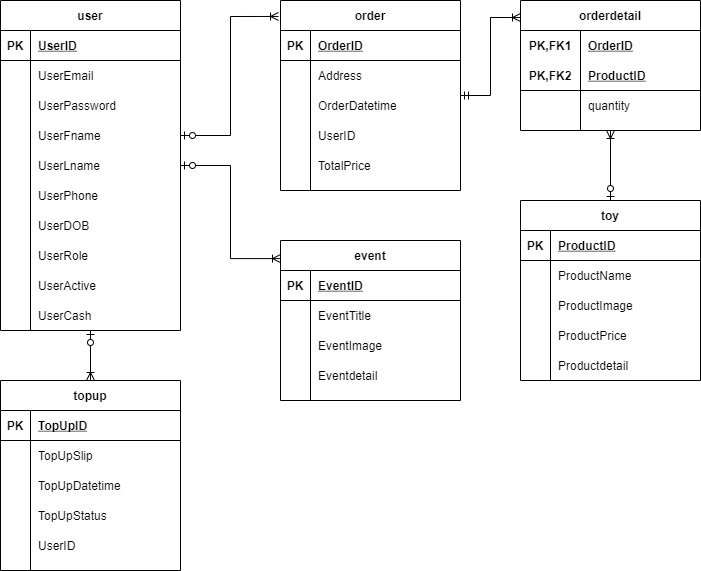 user
PK UserID
UserEmail
UserPassword
UserFname
UserLname
UserPhone
UserDOB
UserRole
UserActive
UserCash
order
PK OrderID
Address
OrderDatetime
UserID
TotalPrice
orderdetail
PK,FK1 OrderID
PK,FK2 ProductID
quantity
event
PK EventID
EventTitle
EventImage
Eventdetail
toy
PK ProductID
ProductName
ProductImage
ProductPrice
Productdetail
topup
PK TopUpID
TopUpSlip
TopUpDatetime
TopUpStatus
UserID